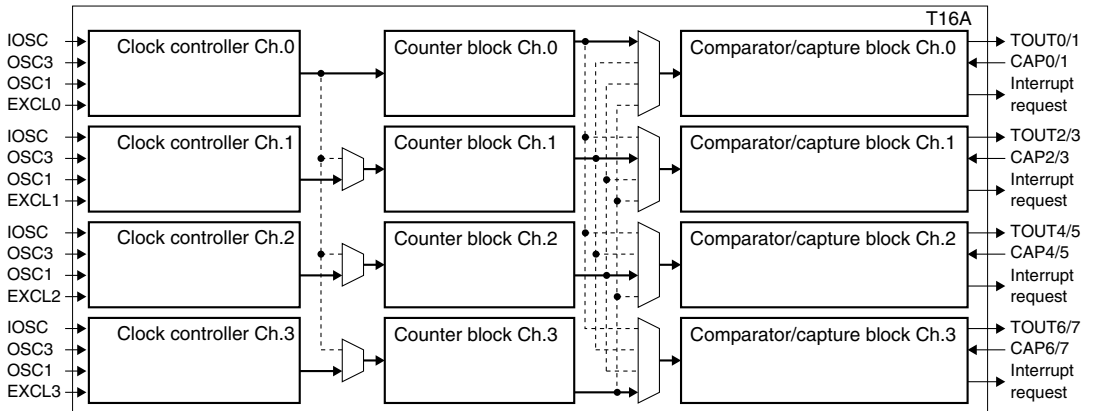 T16A
IOSC
OSC3
OSC1
EXCL0
Clock controller Ch.0
Counter block Ch.0
Comparator/capture block Ch.0
TOUT0/1
CAP0/1
Interrupt
request
IOSC
OSC3
OSC1
EXCL1
Clock controller Ch.1
Counter block Ch.1
Comparator/capture block Ch.1
TOUT2/3
CAP2/3
Interrupt
request
IOSC
OSC3
OSC1
EXCL2
Clock controller Ch.2
Counter block Ch.2
Comparator/capture block Ch.2
TOUT4/5
CAP4/5
Interrupt
request
IOSC
OSC3
OSC1
EXCL3
Clock controller Ch.3
Counter block Ch.3
Comparator/capture block Ch.3
TOUT6/7
CAP6/7
Interrupt
request